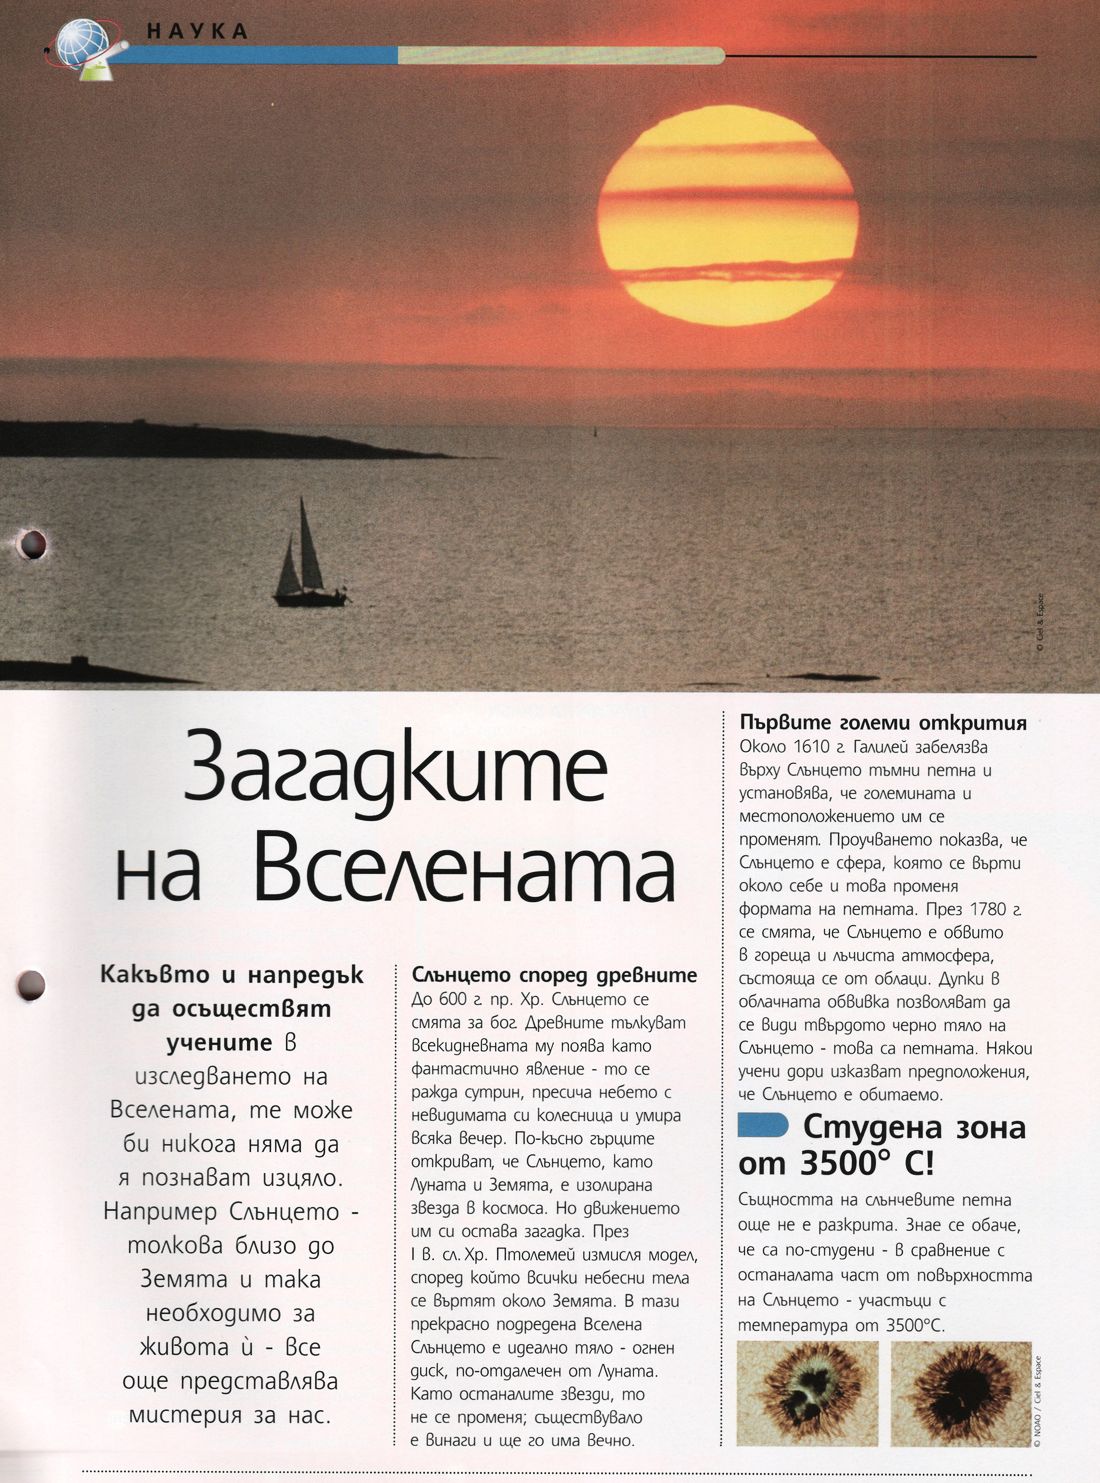 НАУКА
© Ciel & Espace
Загадките
на Вселената
Какъвто и напредък
да осъществят
учените в
изследването на
Вселената, те може
би никога няма да
я познават изцяло.
Например Слънцето -
толкова близо до
Земята и така
необходимо за
живота ѝ - все
още представлява
мистерия за нас.
Слънцето според древните
До 600 г. пр. Хр. Слънцето се
смята за бог. Древните тълкуват
всекидневната му поява като
фантастично явление - то се
ражда сутрин, пресича небето с
невидимата си колесница и умира
всяка вечер. По-късно гърците
откриват, че Слънцето, като
Луната и Земята, е изолирана
звезда в космоса. Но движението
им си остава загадка. През
I в. сл. Хр. Птолемей измисля модел,
според който всички небесни тела
се въртят около Земята. В тази
прекрасно подредена Вселена
Слънцето е идеално тяло - огнен
диск, по-отдалечен от Луната.
Като останалите звезди, то
не се променя; съществувало
е винаги и ще го има вечно.
Първите големи открития
Около 1610 г. Галилей забелязва
върху Слънцето тъмни петна и
установява, че големината и
местоположението им се
променят. Проучването показва, че
Слънцето е сфера, която се върти
около себе и това променя
формата на петната. През 1780 г.
се смята, че Слънцето е обвито
в гореща и лъчиста атмосфера,
състояща се от облаци. Дупки в
облачната обвивка позволяват да
се види твърдото черно тяло на
Слънцето - това са петната. Някои
учени дори изказват предположения,
че Слънцето е обитаемо.
Студена зона
от 3500° C!
Същността на слънчевите петна
още не е разкрита. Знае се обаче,
че са по-студени - в сравнение с
останалата част от повърхността
на Слънцето - участъци с
температура от 3500°C.
© NOAO / Ciel & Espace